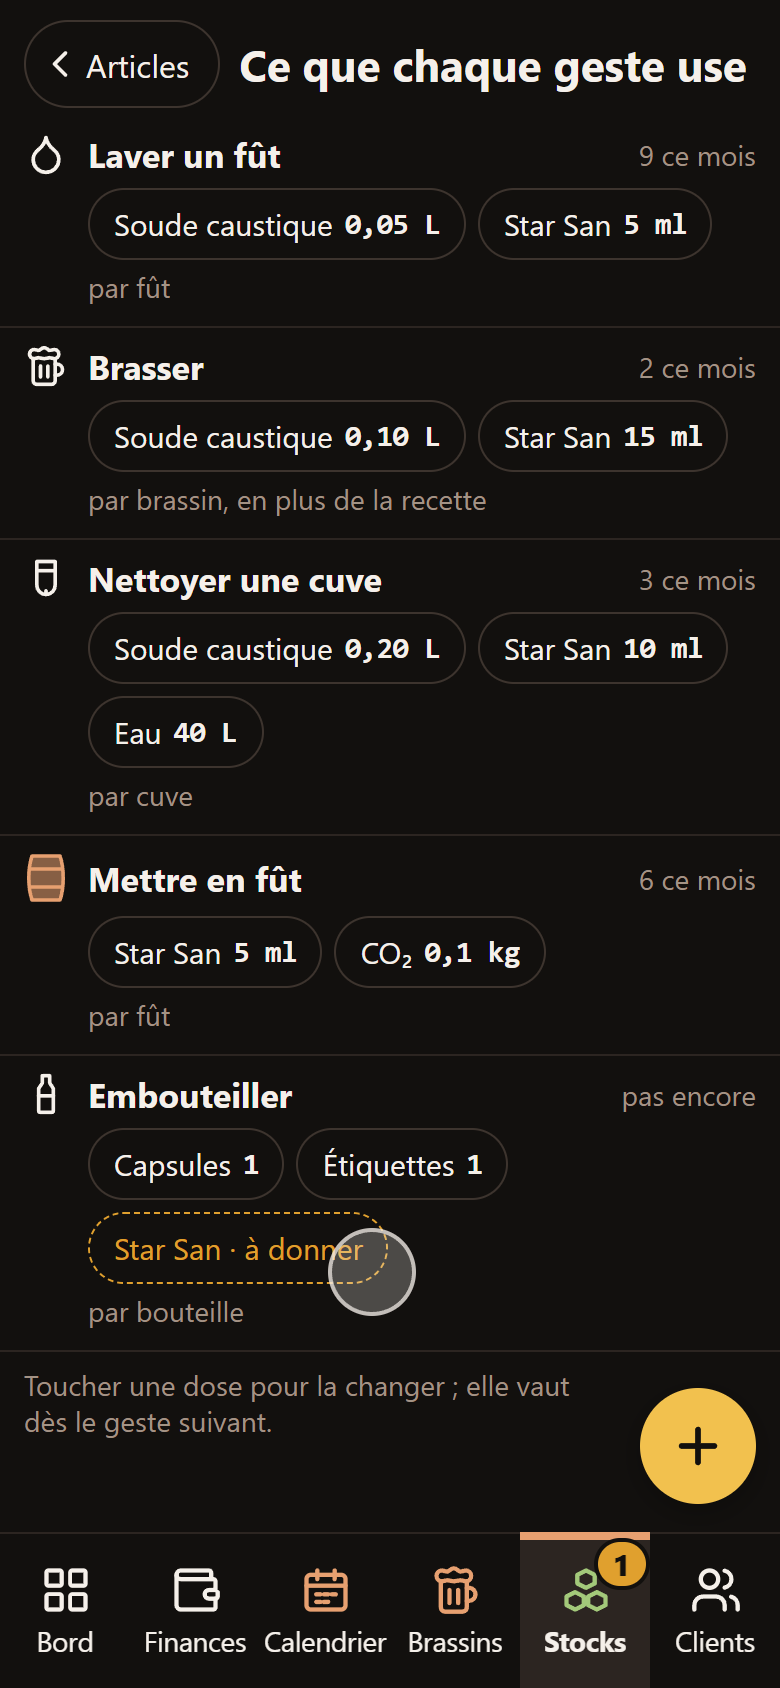 Articles
Ce que chaque geste use
Laver un fût
9 ce mois
Soude caustique 0,05 L
Star San 5 ml
par fût
Brasser
2 ce mois
Soude caustique 0,10 L
Star San 15 ml
par brassin, en plus de la recette
Nettoyer une cuve
3 ce mois
Soude caustique 0,20 L
Star San 10 ml
Eau 40 L
par cuve
Mettre en fût
6 ce mois
Star San 5 ml
CO₂ 0,1 kg
par fût
Embouteiller
pas encore
Capsules 1
Étiquettes 1
Star San · à donner
par bouteille
Toucher une dose pour la changer ; elle vaut
dès le geste suivant.
1
Bord
Finances
Calendrier
Brassins
Stocks
Clients